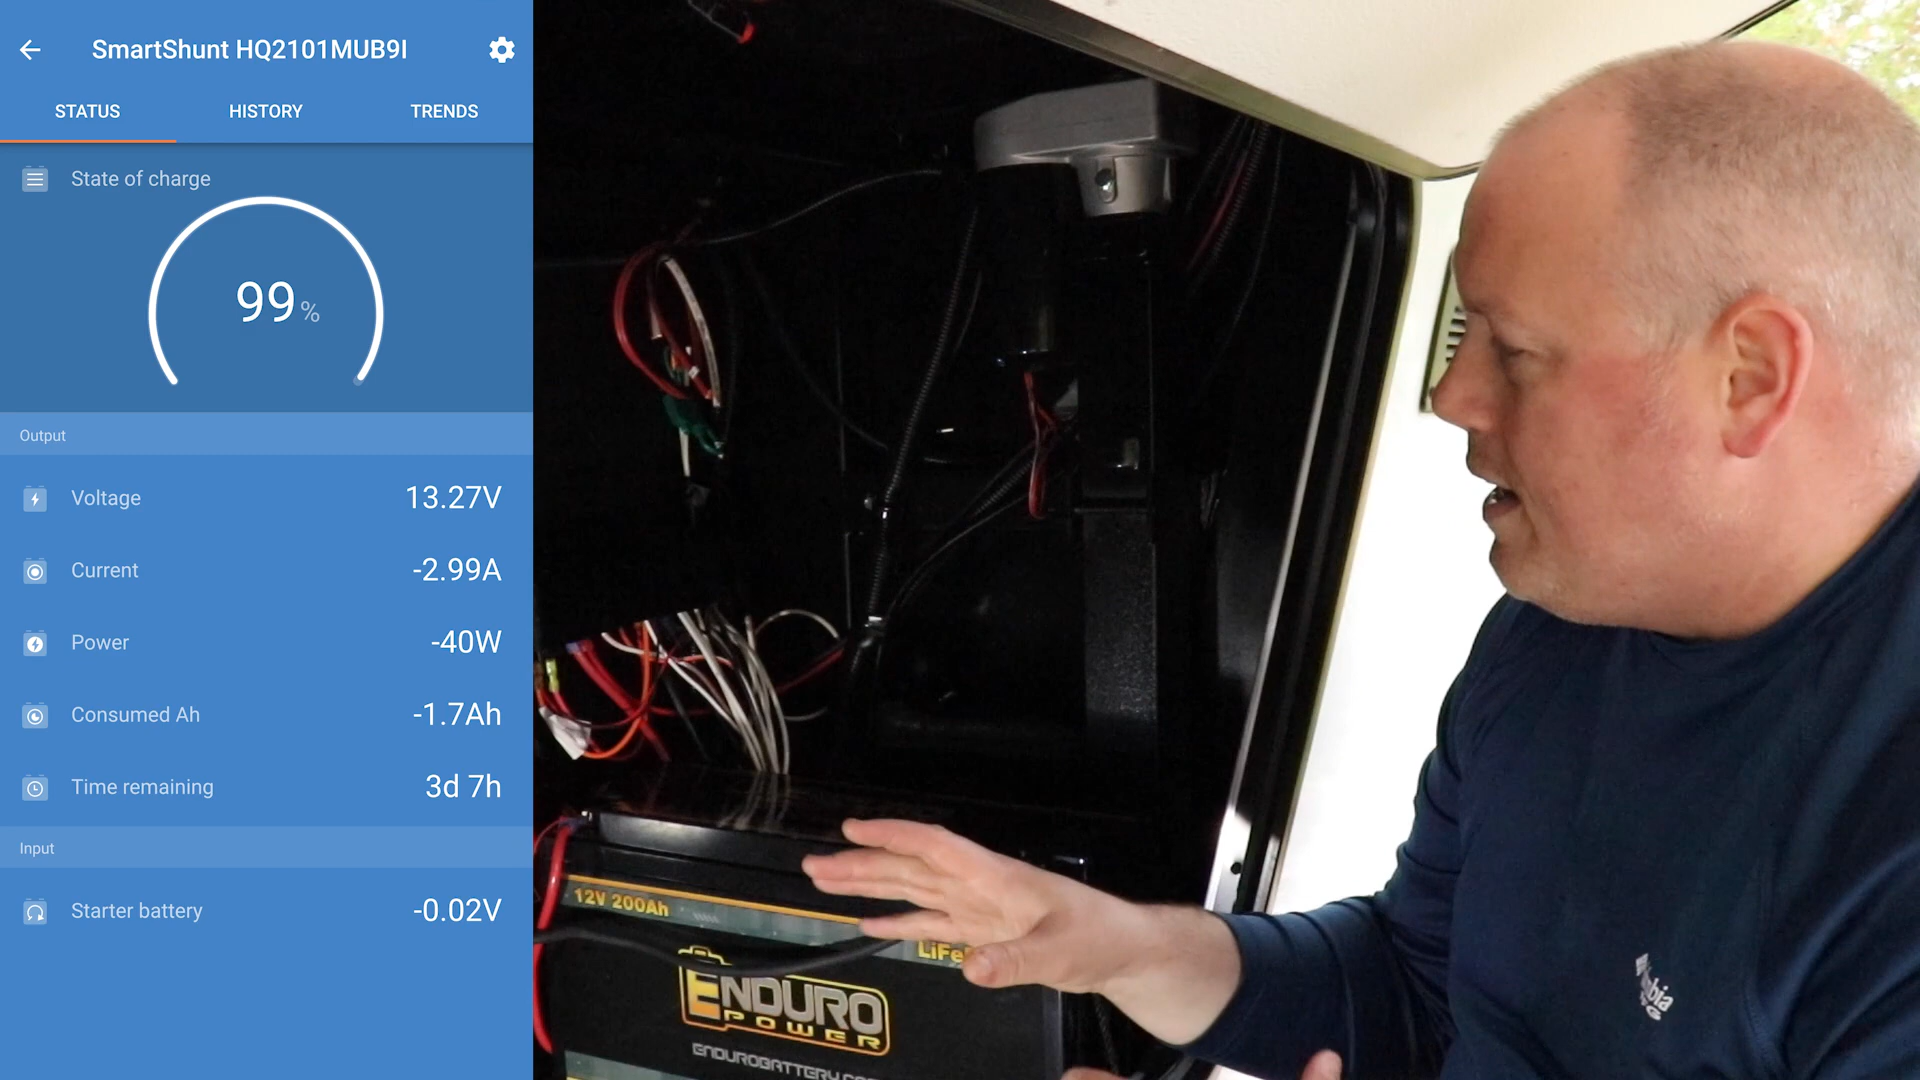 SmartShunt HQ2101MUB9I
STATUS
HISTORY
TRENDS
State of charge
99%
Output
Voltage
13.27V
Current
-2.99A
Power
-40W
Consumed Ah
-1.7Ah
Time remaining
3d 7h
Input
Starter battery
-0.02V
12V 200Ah
LiFe
ENDURO
POWER